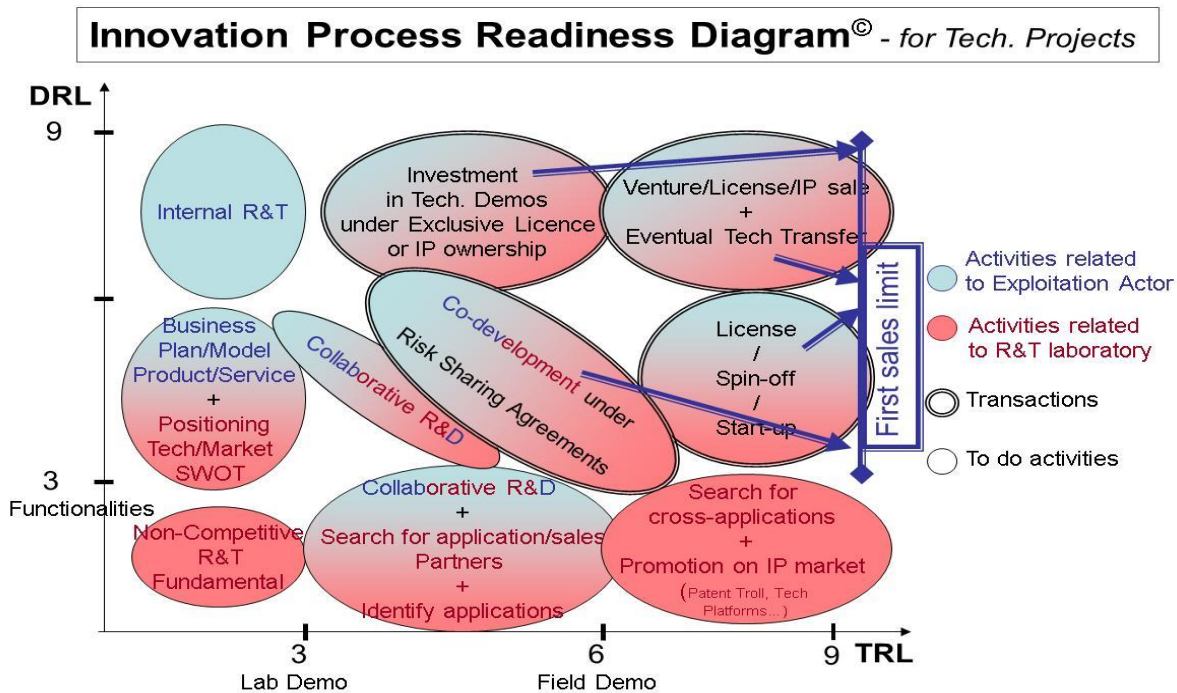 Innovation Process Readiness Diagram© - for Tech. Projects
DRL
9
Internal R&T
Investment
in Tech. Demos
under Exclusive Licence
or IP ownership
Venture/License/IP sale
+
Eventual Tech Transfer
Business
Plan/Model
Product/Service
+
Positioning
Tech/Market
SWOT
Collaborative R&D
Co-development under
Risk Sharing Agreements
License
/
Spin-off
/
Start-up
First sales limit
Activities related
to Exploitation Actor
Activities related
to R&T laboratory
Transactions
To do activities
3
Functionalities
Non-Competitive
R&T
Fundamental
Collaborative R&D
+
Search for application/sales
Partners
+
Identify applications
Search for
cross-applications
+
Promotion on IP market
(Patent Troll, Tech
Platforms...)
3
6
9
TRL
Lab Demo
Field Demo